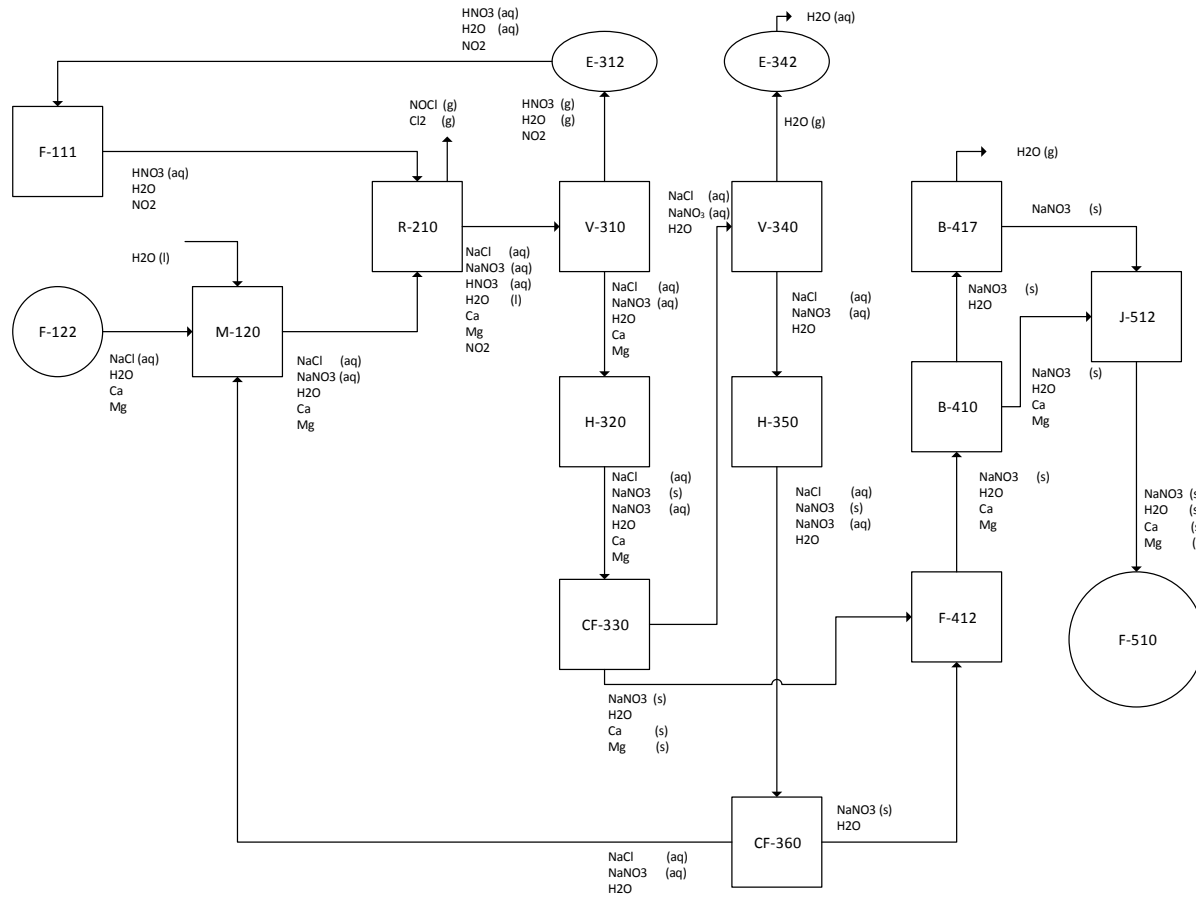 HNO3 (aq)
H2O (aq)
NO2
E-312
H2O (aq)
E-342
F-111
HNO3 (aq)
H2O
NO2
NOCl (g)
Cl2 (g)
HNO3 (g)
H2O (g)
NO2
H2O (g)
R-210
V-310
NaCl (aq)
NaNO₃ (aq)
H2O
V-340
H2O (g)
B-417
NaNO3 (s)
H2O (l)
F-122
M-120
NaCl (aq)
H2O
Ca
Mg
NaCl (aq)
NaNO3 (aq)
H2O
Ca
Mg
NaCl (aq)
NaNO3 (aq)
HNO3 (aq)
H2O (l)
Ca
Mg
NO2
NaCl (aq)
NaNO3 (aq)
H2O
Ca
Mg
NaCl (aq)
NaNO3 (aq)
H2O
NaNO3 (s)
H2O
J-512
H-320
H-350
B-410
NaNO3 (s)
H2O
Ca
Mg
NaCl (aq)
NaNO3 (s)
NaNO3 (aq)
H2O
Ca
Mg
NaCl (aq)
NaNO3 (s)
NaNO3 (aq)
H2O
NaNO3 (s)
H2O
Ca
Mg
NaNO3 (s
H2O (s
Ca (s
Mg (
CF-330
F-412
F-510
NaNO3 (s)
H2O
Ca (s)
Mg (s)
CF-360
NaNO3 (s)
H2O
NaCl (aq)
NaNO3 (aq)
H2O